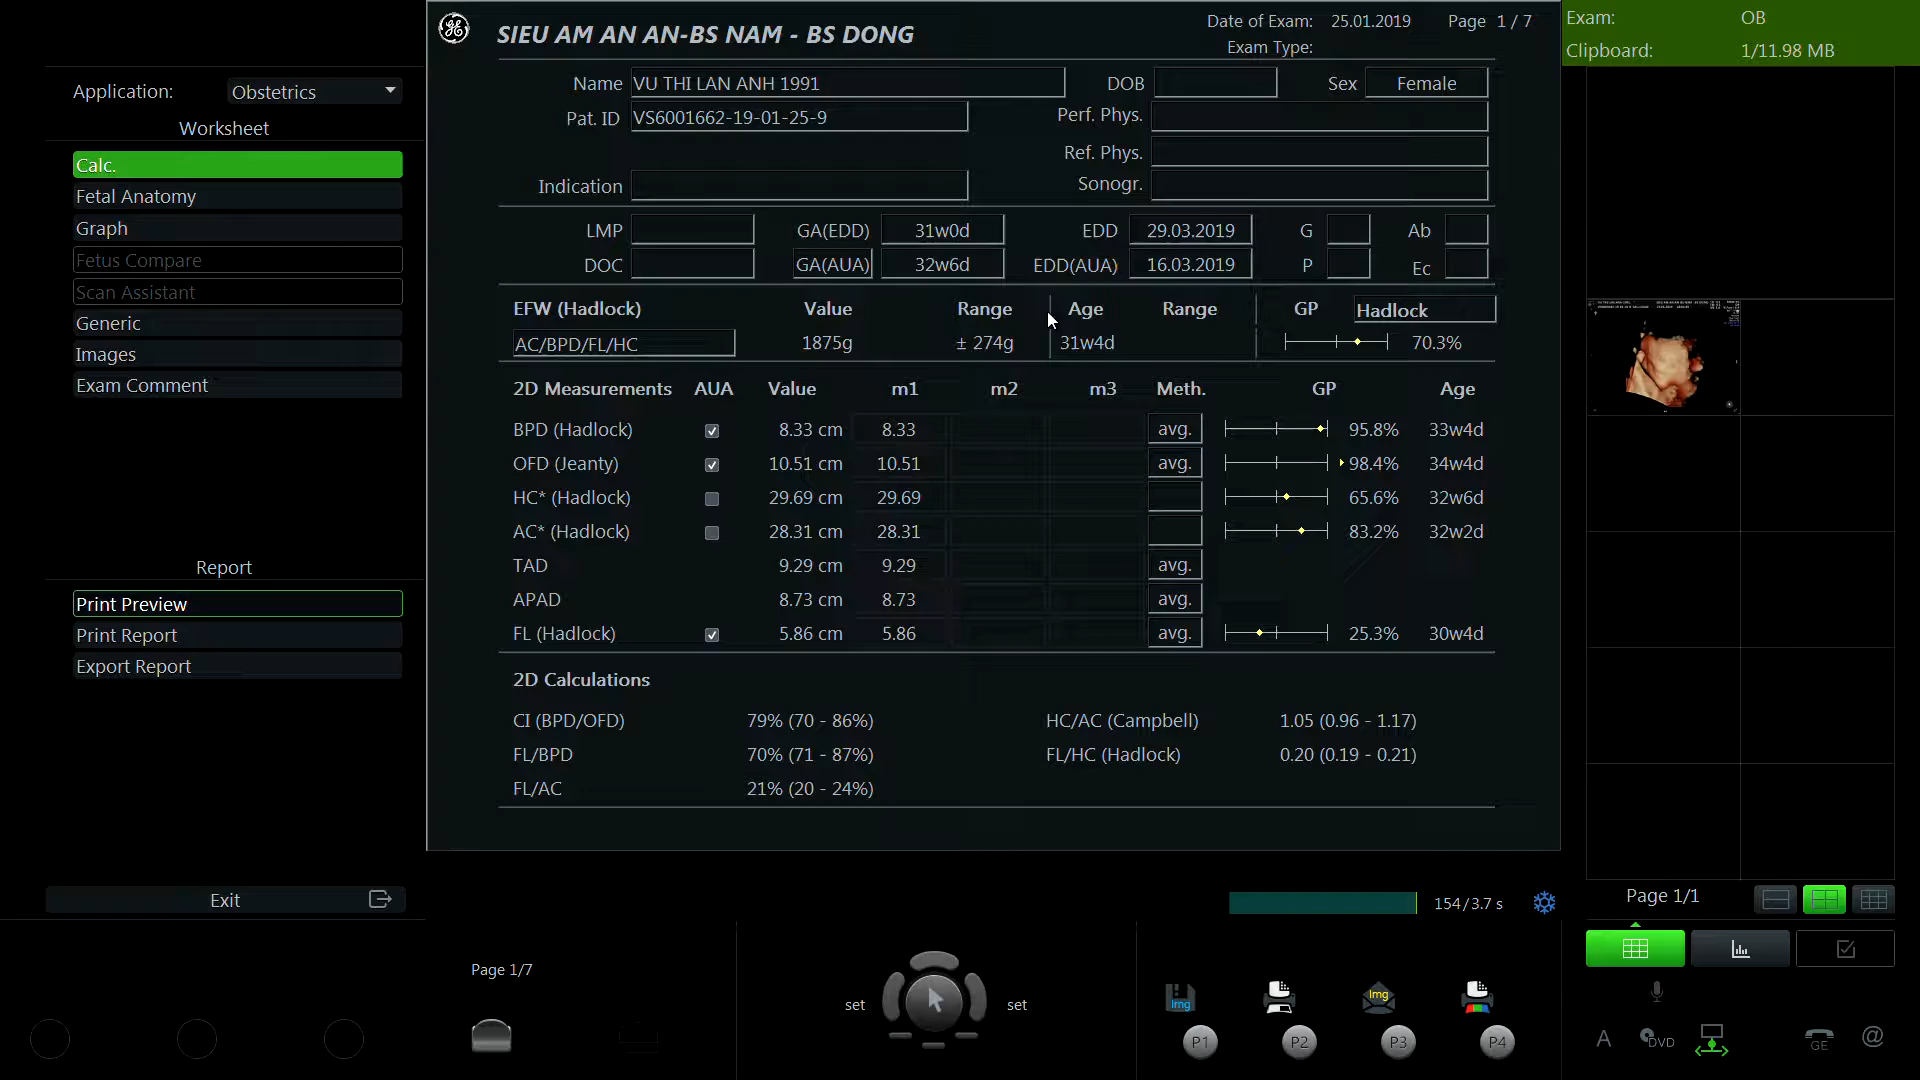 SIEU AM AN AN-BS NAM - BS DONG
Date of Exam: 25.01.2019 Page 1 / 7
Exam Type:
Name VU THI LAN ANH 1991 DOB Sex Female
Pat. ID VS6001662-19-01-25-9 Perf. Phys.
Ref. Phys.
Indication Sonogr.
LMP GA(EDD) 31w0d EDD 29.03.2019 G Ab
DOC GA(AUA) 32w6d EDD(AUA) 16.03.2019 P Ec
EFW (Hadlock) Value Range Age Range GP Hadlock
AC/BPD/FL/HC 1875g ± 274g 31w4d 70.3%
2D Measurements AUA Value m1 m2 m3 Meth. GP Age
BPD (Hadlock) 8.33 cm 8.33 avg. 95.8% 33w4d
OFD (Jeanty) 10.51 cm 10.51 avg. 98.4% 34w4d
HC* (Hadlock) 29.69 cm 29.69 65.6% 32w6d
AC* (Hadlock) 28.31 cm 28.31 83.2% 32w2d
TAD 9.29 cm 9.29 avg.
APAD 8.73 cm 8.73 avg.
FL (Hadlock) 5.86 cm 5.86 avg. 25.3% 30w4d
2D Calculations
CI (BPD/OFD) 79% (70 - 86%) HC/AC (Campbell) 1.05 (0.96 - 1.17)
FL/BPD 70% (71 - 87%) FL/HC (Hadlock) 0.20 (0.19 - 0.21)
FL/AC 21% (20 - 24%)
Application: Obstetrics
Worksheet
Calc.
Fetal Anatomy
Graph
Fetus Compare
Scan Assistant
Generic
Images
Exam Comment
Report
Print Preview
Print Report
Export Report
Exit
Exam: OB
Clipboard: 1/11.98 MB
Page 1/1
154/3.7 s
Page 1/7
set set
Img Img
P1 P2 P3 P4
A DVD GE @